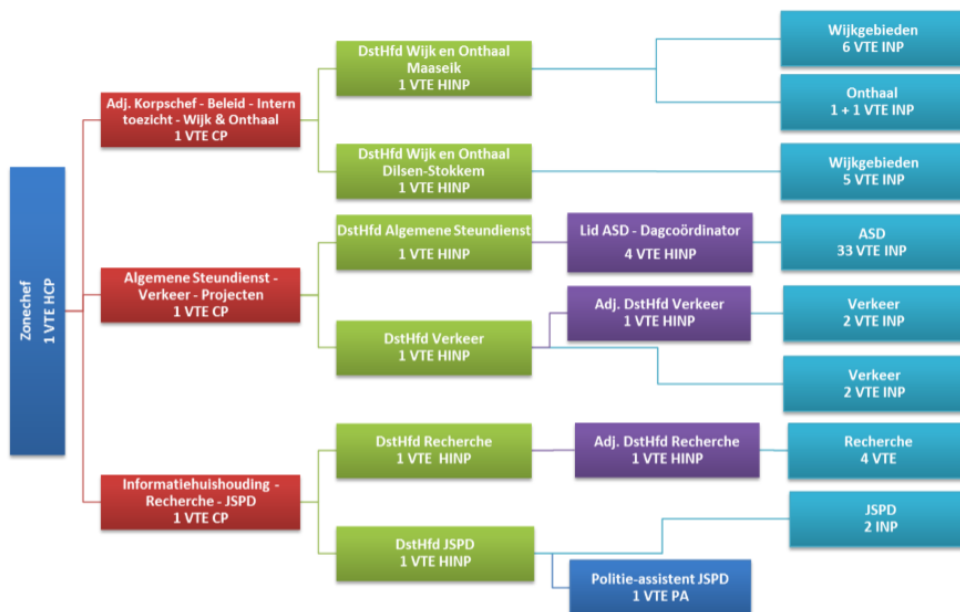 Zonechef
1 VTE HCP
Adj. Korpschef - Beleid - Intern
toezicht - Wijk & Onthaal
1 VTE CP
DstHfd Wijk en Onthaal
Maaseik
1 VTE HINP
Wijkgebieden
6 VTE INP
Onthaal
1 + 1 VTE INP
DstHfd Wijk en Onthaal
Dilsen-Stokkem
1 VTE HINP
Wijkgebieden
5 VTE INP
Algemene Steundienst -
Verkeer - Projecten
1 VTE CP
DstHfd Algemene Steundienst
1 VTE HINP
Lid ASD - Dagcoördinator
4 VTE HINP
ASD
33 VTE INP
DstHfd Verkeer
1 VTE HINP
Adj. DstHfd Verkeer
1 VTE HINP
Verkeer
2 VTE INP
Verkeer
2 VTE INP
Informatiehuishouding -
Recherche - JSPD
1 VTE CP
DstHfd Recherche
1 VTE HINP
Adj. DstHfd Recherche
1 VTE HINP
Recherche
4 VTE
DstHfd JSPD
1 VTE HINP
JSPD
2 INP
Politie-assistent JSPD
1 VTE PA